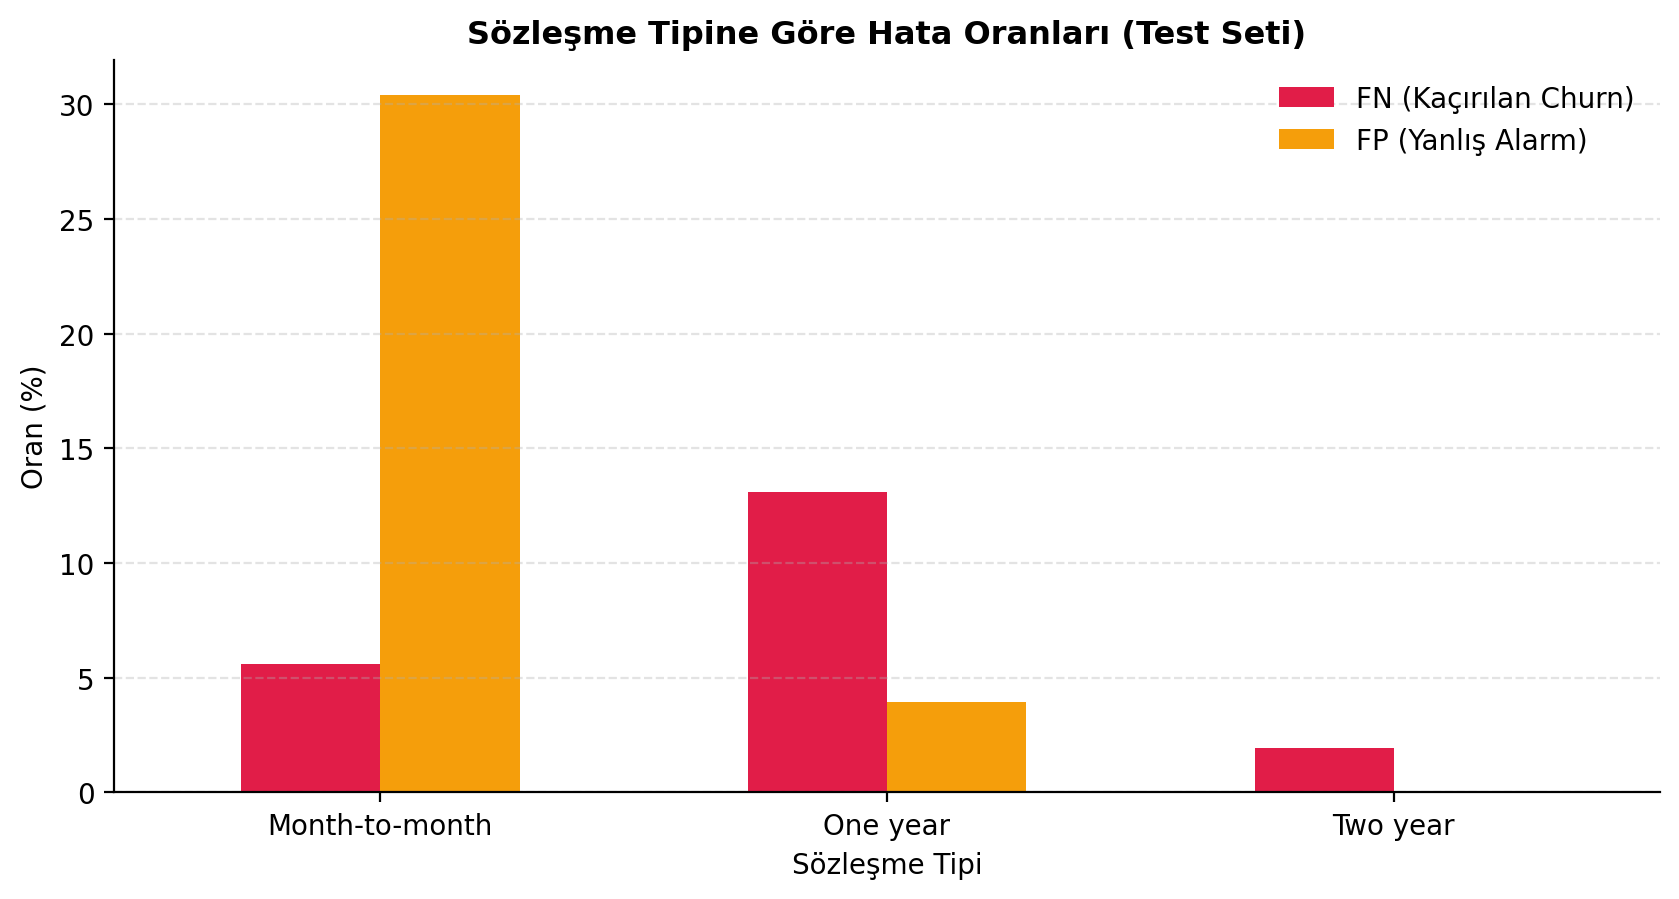 Sözleşme Tipine Göre Hata Oranları (Test Seti)
FN (Kaçırılan Churn)
FP (Yanlış Alarm)
Oran (%)
30
25
20
15
10
5
0
Month-to-month
One year
Two year
Sözleşme Tipi